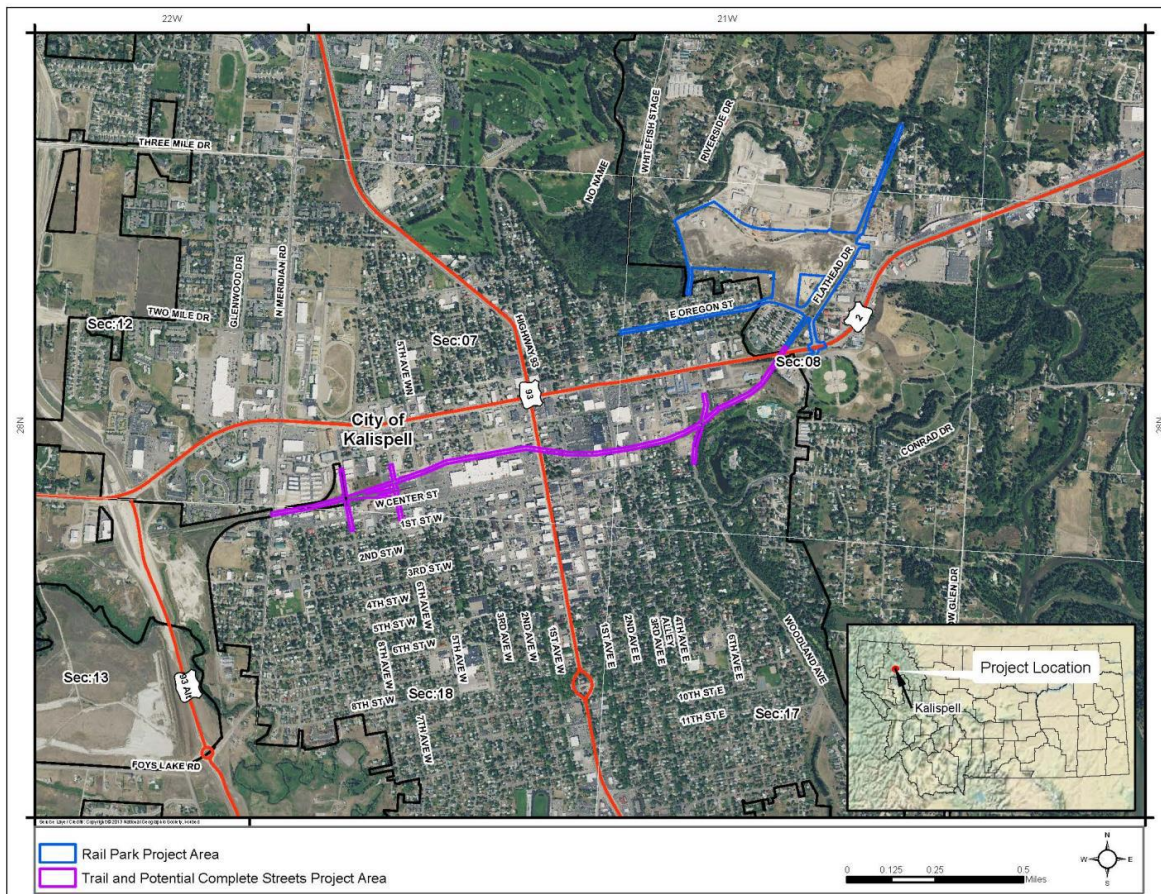 22W
21W
THREE MILE DR
NO NAME
WHITEFISH STAGE
RIVERSIDE DR
GLENWOOD DR
N MERIDIAN RD
FLATHEAD DR
TWO MILE DR
Sec:12
E OREGON ST
2
HIGHWAY 93
5TH AVE WN
Sec:07
Sec:08
93
City of
Kalispell
28N
28N
CONRAD DR
W CENTER ST
1ST ST W
2ND ST W
3RD ST W
4TH ST W
6TH AVE W
5TH ST W
6TH ST W
8TH AVE W
5TH AVE W
3RD AVE W
2ND AVE W
1ST AVE W
1ST AVE E
2ND AVE E
3RD AVE E
ALLEY
4TH AVE E
6TH AVE E
WOODLAND AVE
W GLEN DR
Sec:13
93 Alt
8TH ST W
Sec:18
7TH AVE W
10TH ST E
11TH ST E
Sec:17
FOYS LAKE RD
Project Location
Kalispell
Rail Park Project Area
Trail and Potential Complete Streets Project Area
0 0.125 0.25 0.5
Miles
N
W E
S